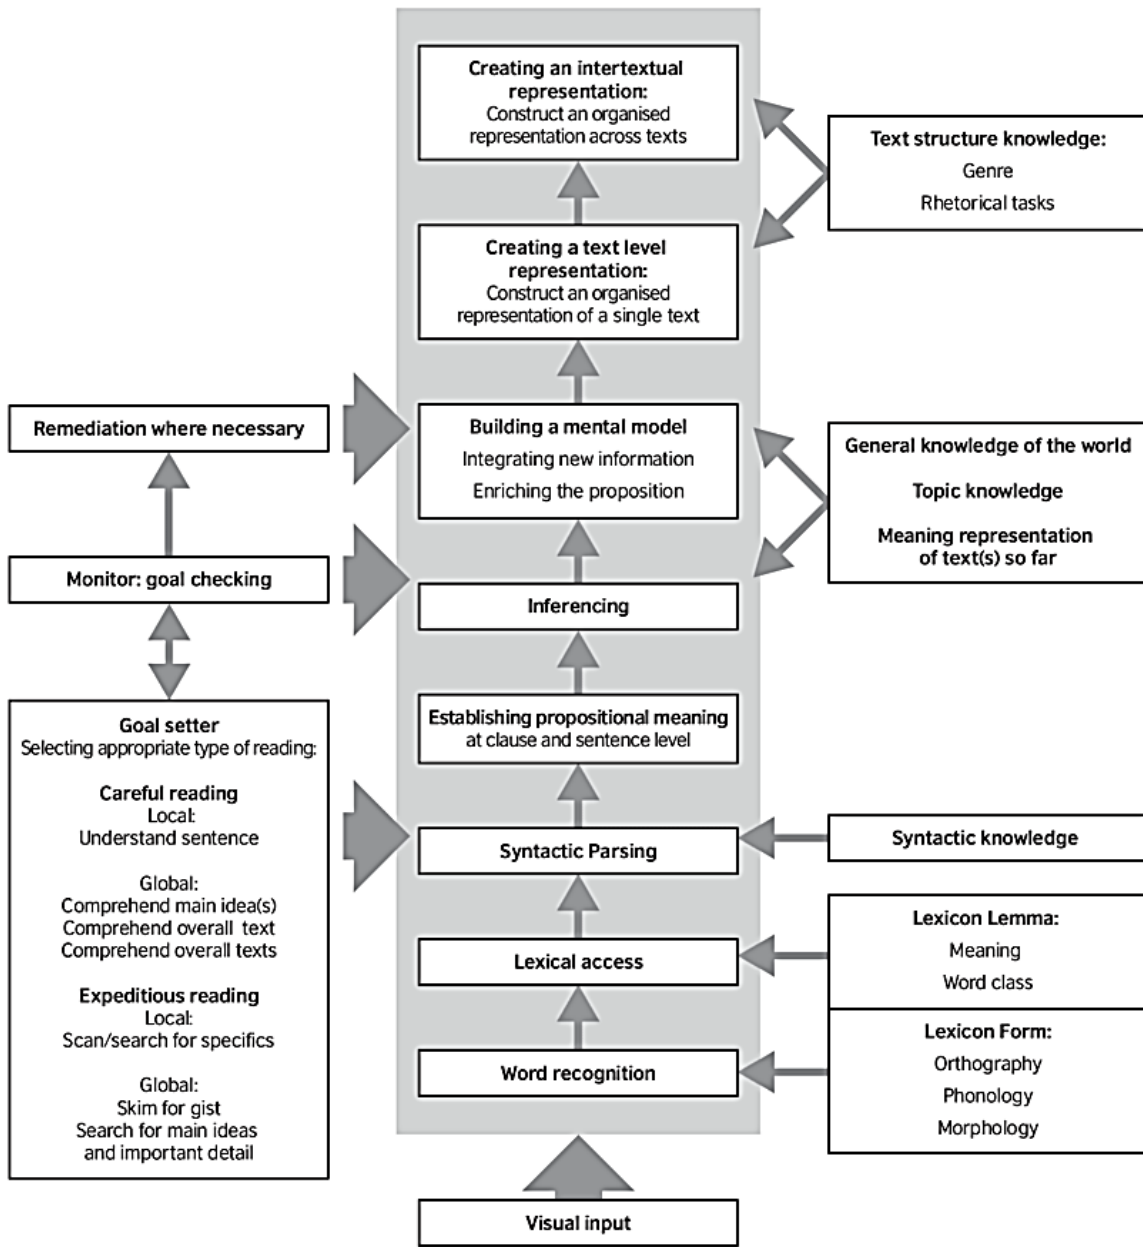 Creating an intertextual
representation:
Construct an organised
representation across texts
Creating a text level
representation:
Construct an organised
representation of a single text
Building a mental model
Integrating new information
Enriching the proposition
Inferencing
Establishing propositional meaning
at clause and sentence level
Syntactic Parsing
Lexical access
Word recognition
Visual input
Remediation where necessary
Monitor: goal checking
Goal setter
Selecting appropriate type of reading:
Careful reading
Local:
Understand sentence
Global:
Comprehend main idea(s)
Comprehend overall text
Comprehend overall texts
Expeditious reading
Local:
Scan/search for specifics
Global:
Skim for gist
Search for main ideas
and important detail
Text structure knowledge:
Genre
Rhetorical tasks
General knowledge of the world
Topic knowledge
Meaning representation
of text(s) so far
Syntactic knowledge
Lexicon Lemma:
Meaning
Word class
Lexicon Form:
Orthography
Phonology
Morphology